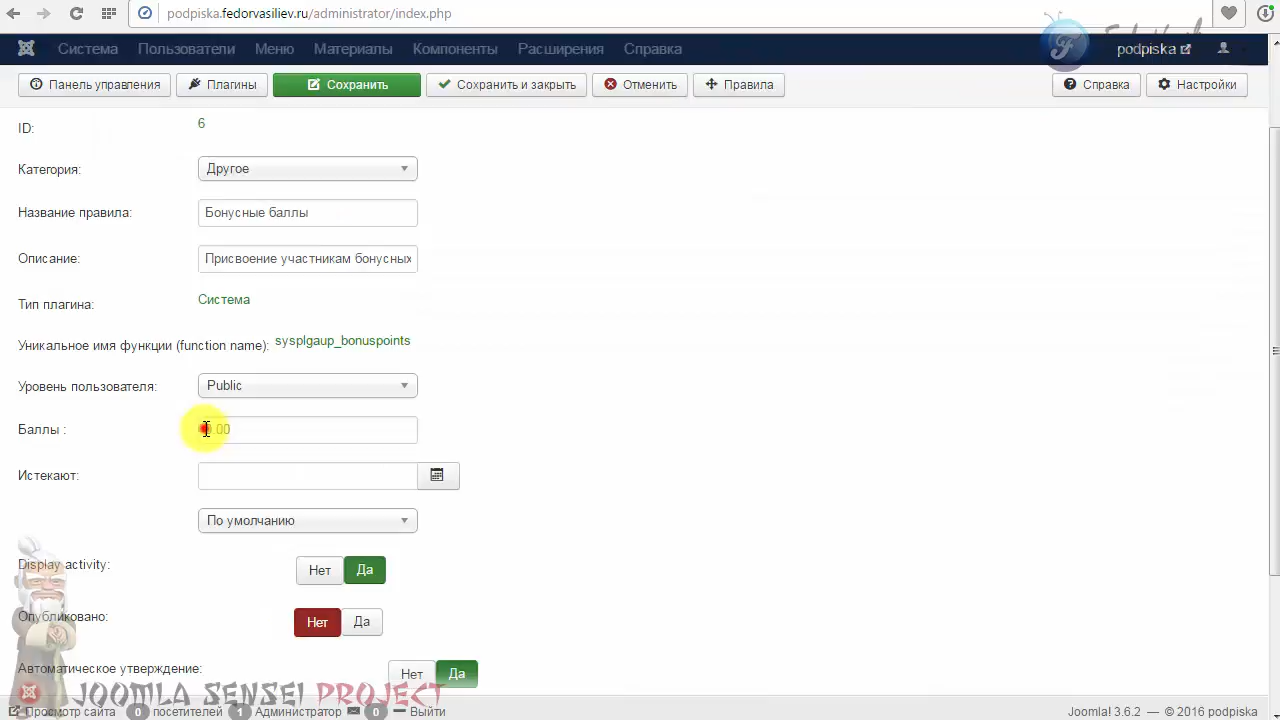 podpiska.fedorvasiliev.ru/administrator/index.php
Система Пользователи Меню Материалы Компоненты Расширения Справка podpiska
Панель управления Плагины Сохранить Сохранить и закрыть Отменить Правила Справка Настройки
ID: 6
Категория: Другое
Название правила: Бонусные баллы
Описание: Присвоение участникам бонусных
Тип плагина: Система
Уникальное имя функции (function name): sysplgaup_bonuspoints
Уровень пользователя: Public
Баллы : .00
Истекают:
По умолчанию
Display activity: Нет Да
Опубликовано: Нет Да
Автоматическое утверждение: Нет Да
JOOMLA SENSEI PROJECT
Просмотр сайта 0 посетителей 1 Администратор 0 Выйти Joomla! 3.6.2 — © 2016 podpiska